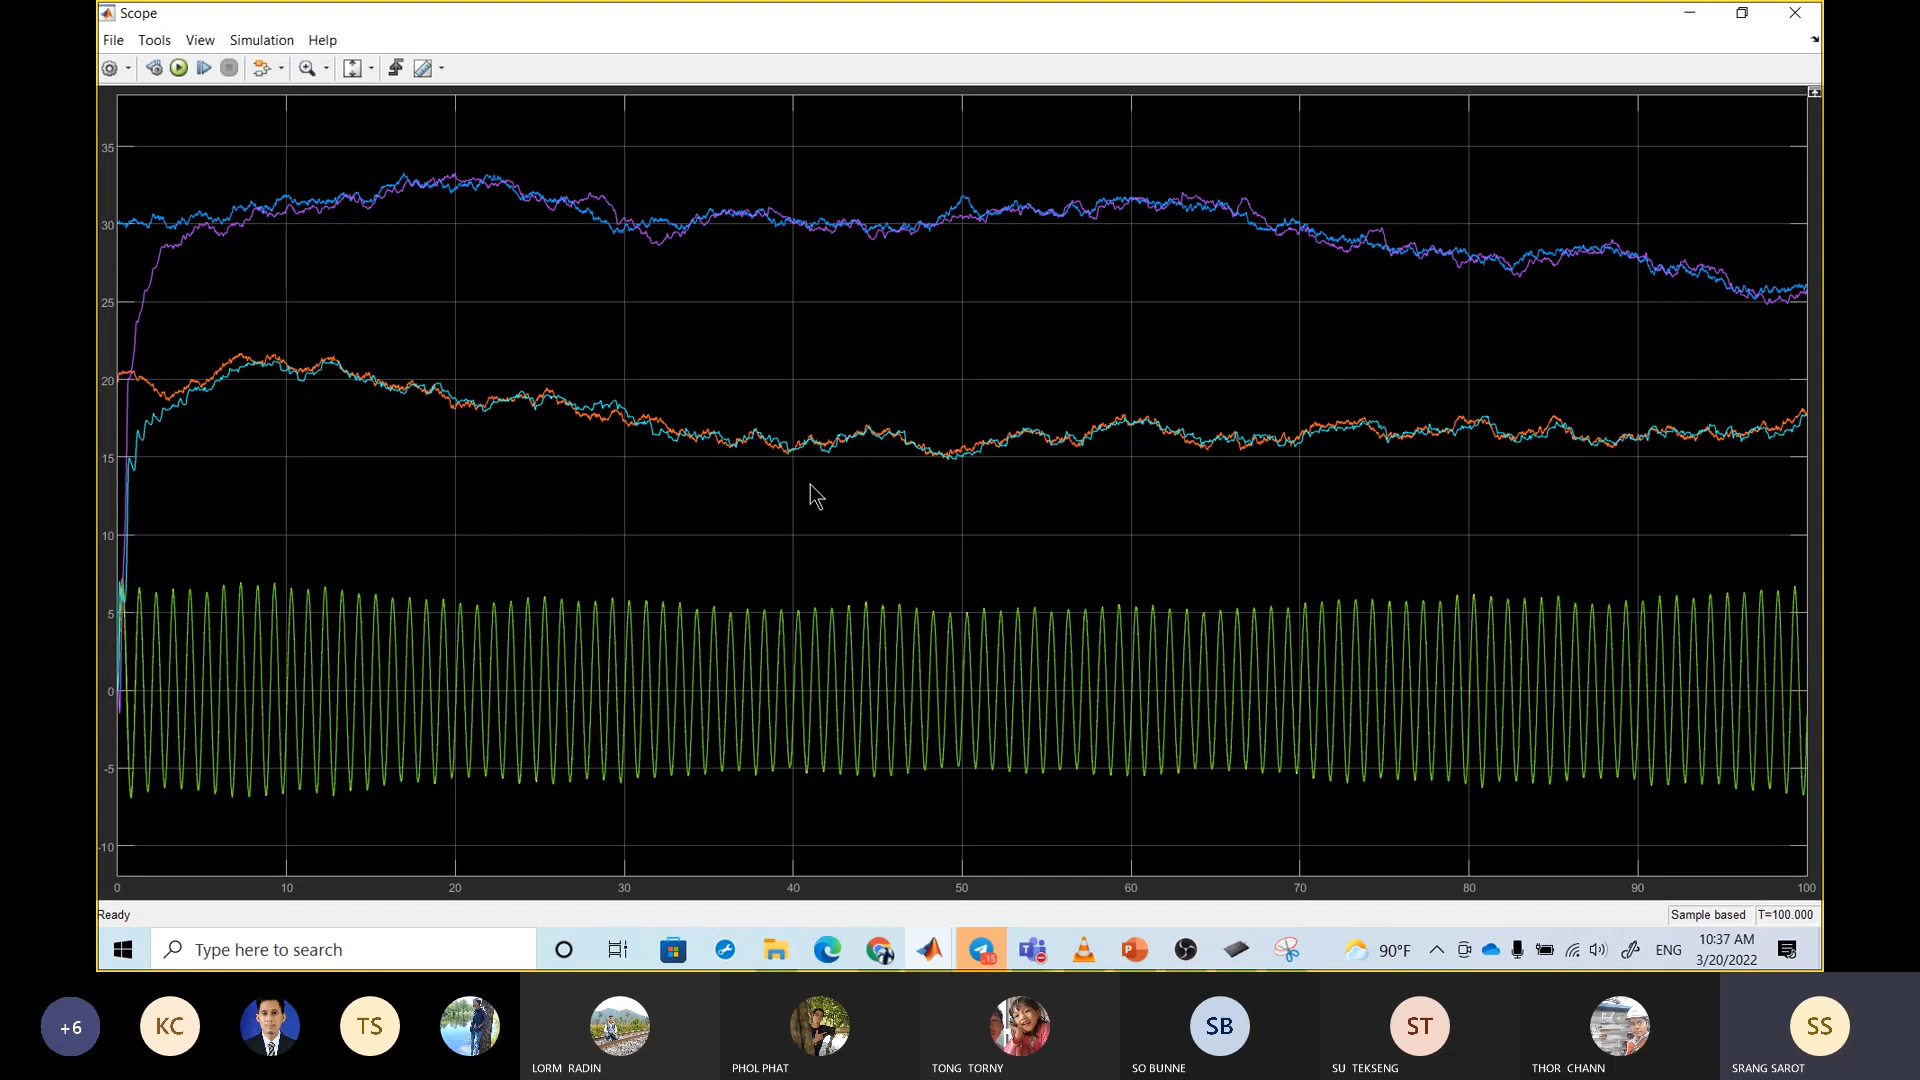 Scope
File Tools View Simulation Help
35
30
25
20
15
10
5
0
-5
-10
0 10 20 30 40 50 60 70 80 90 100
Ready
Sample based T=100.000
Type here to search
15
90°F
ENG
10:37 AM
3/20/2022
+6
KC
TS
SB
ST
SS
LORM RADIN
PHOL PHAT
TONG TORNY
SO BUNNE
SU TEKSENG
THOR CHANN
SRANG SAROT